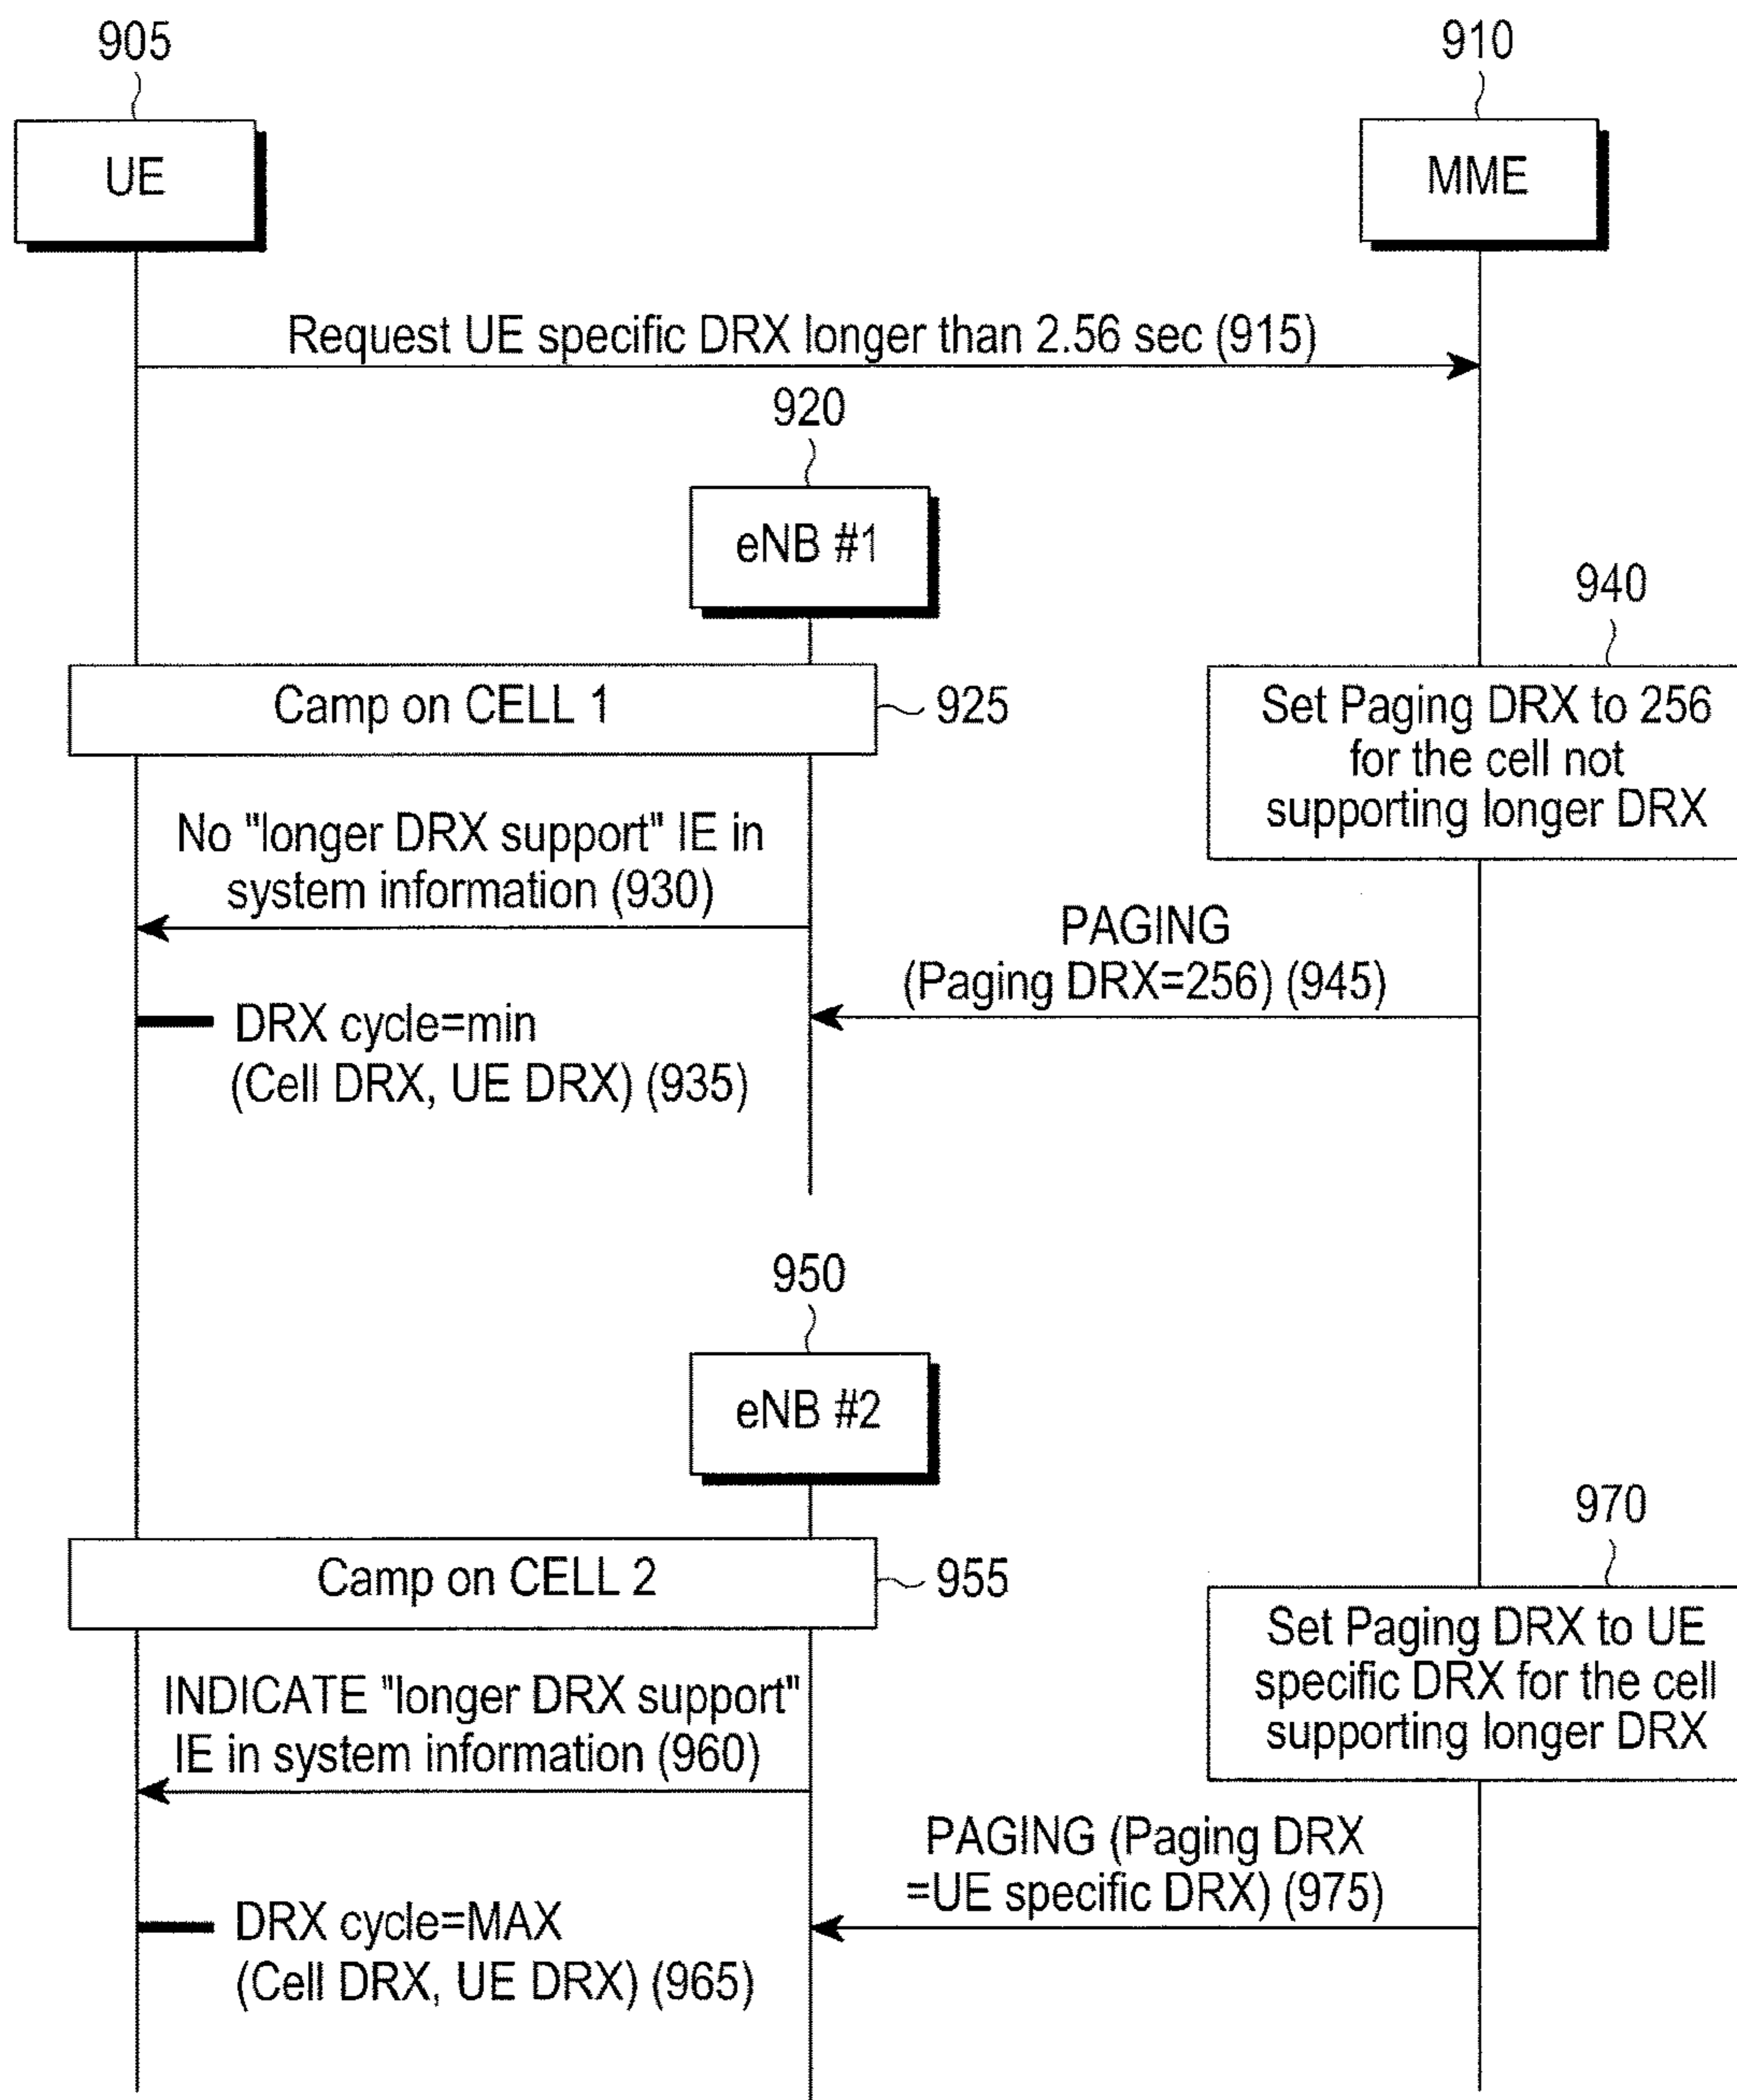 905
910
UE
MME
Request UE specific DRX longer than 2.56 sec (915)
920
eNB #1
940
Camp on CELL 1
925
Set Paging DRX to 256
for the cell not
supporting longer DRX
No "longer DRX support" IE in
system information (930)
PAGING
(Paging DRX=256) (945)
DRX cycle=min
(Cell DRX, UE DRX) (935)
950
eNB #2
970
Camp on CELL 2
955
Set Paging DRX to UE
specific DRX for the cell
supporting longer DRX
INDICATE "longer DRX support"
IE in system information (960)
PAGING (Paging DRX
=UE specific DRX) (975)
DRX cycle=MAX
(Cell DRX, UE DRX) (965)